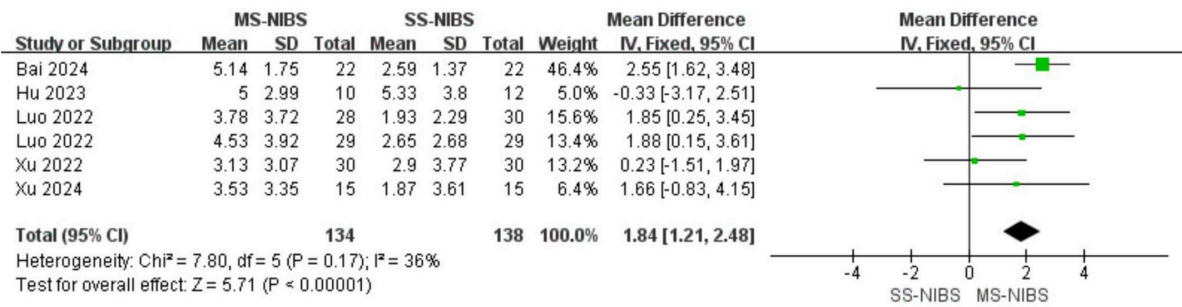 MS-NIBS SS-NIBS Mean Difference Mean Difference
Study or Subgroup Mean SD Total Mean SD Total Weight IV, Fixed, 95% CI IV, Fixed, 95% CI
Bai 2024 5.14 1.75 22 2.59 1.37 22 46.4% 2.55 [1.62, 3.48]
Hu 2023 5 2.99 10 5.33 3.8 12 5.0% -0.33 [-3.17, 2.51]
Luo 2022 3.78 3.72 28 1.93 2.29 30 15.6% 1.85 [0.25, 3.45]
Luo 2022 4.53 3.92 29 2.65 2.68 29 13.4% 1.88 [0.15, 3.61]
Xu 2022 3.13 3.07 30 2.9 3.77 30 13.2% 0.23 [-1.51, 1.97]
Xu 2024 3.53 3.35 15 1.87 3.61 15 6.4% 1.66 [-0.83, 4.15]
Total (95% CI) 134 138 100.0% 1.84 [1.21, 2.48]
Heterogeneity: Chi² = 7.80, df = 5 (P = 0.17); I² = 36%
Test for overall effect: Z = 5.71 (P < 0.00001)
-4 -2 0 2 4
SS-NIBS MS-NIBS